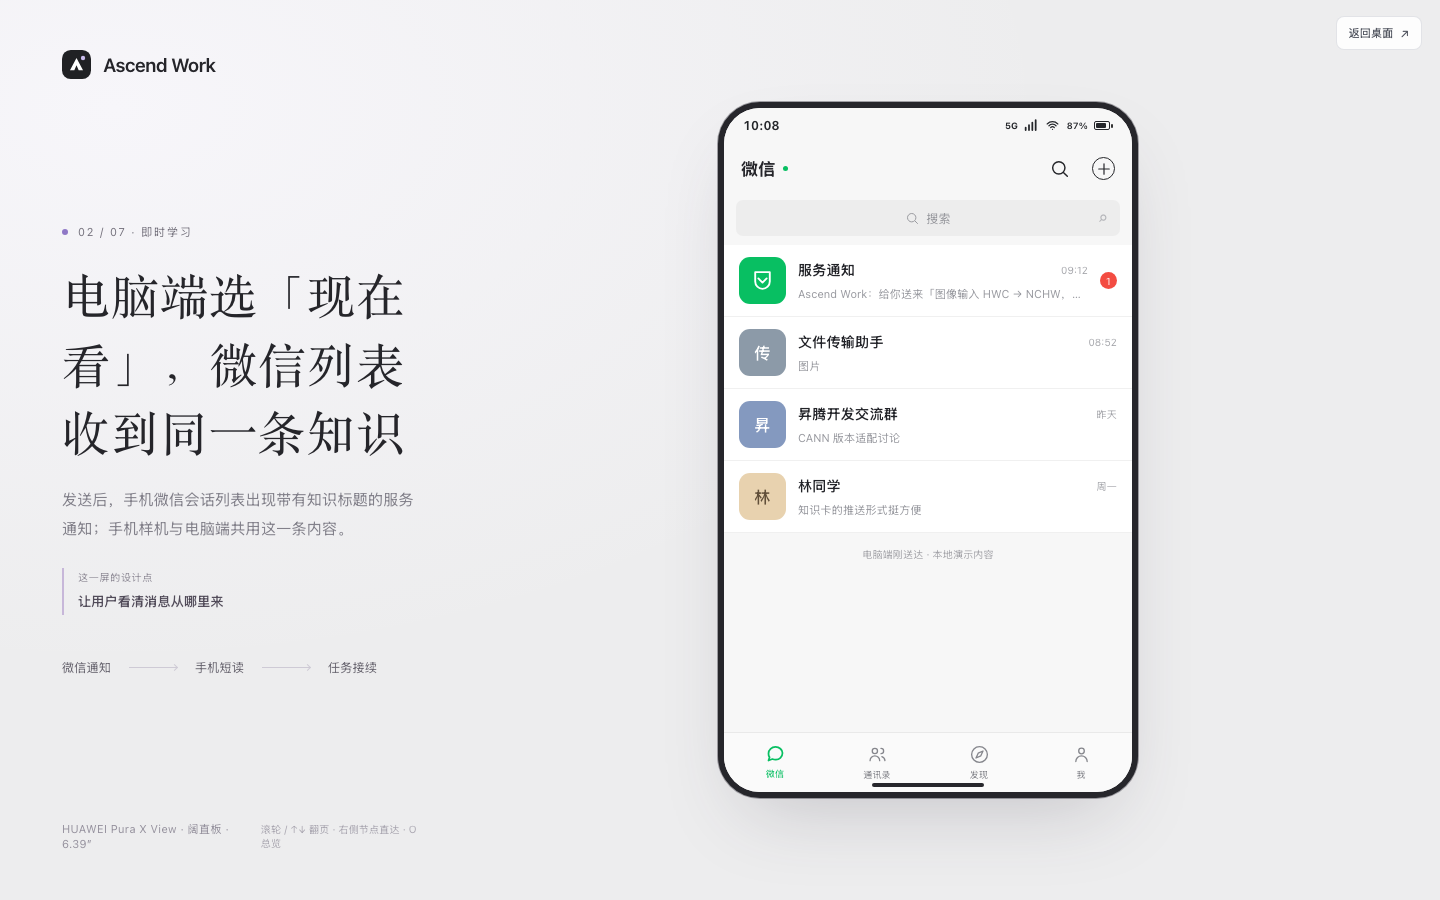 返回桌面
Ascend Work
02 / 07 · 即时学习
电脑端选「现在
看」，微信列表
收到同一条知识
发送后，手机微信会话列表出现带有知识标题的服务
通知；手机样机与电脑端共用这一条内容。
这一屏的设计点
让用户看清消息从哪里来
微信通知 手机短读 任务接续
HUAWEI Pura X View · 阔直板 ·
6.39″
滚轮 / ↑↓ 翻页 · 右侧节点直达 · O
总览
10:08 5G 87%
微信
搜索
服务通知 09:12
Ascend Work：给你送来「图像输入 HWC → NCHW，… 1
传 文件传输助手 08:52
图片
昇 昇腾开发交流群 昨天
CANN 版本适配讨论
林 林同学 周一
知识卡的推送形式挺方便
电脑端刚送达 · 本地演示内容
微信 通讯录 发现 我